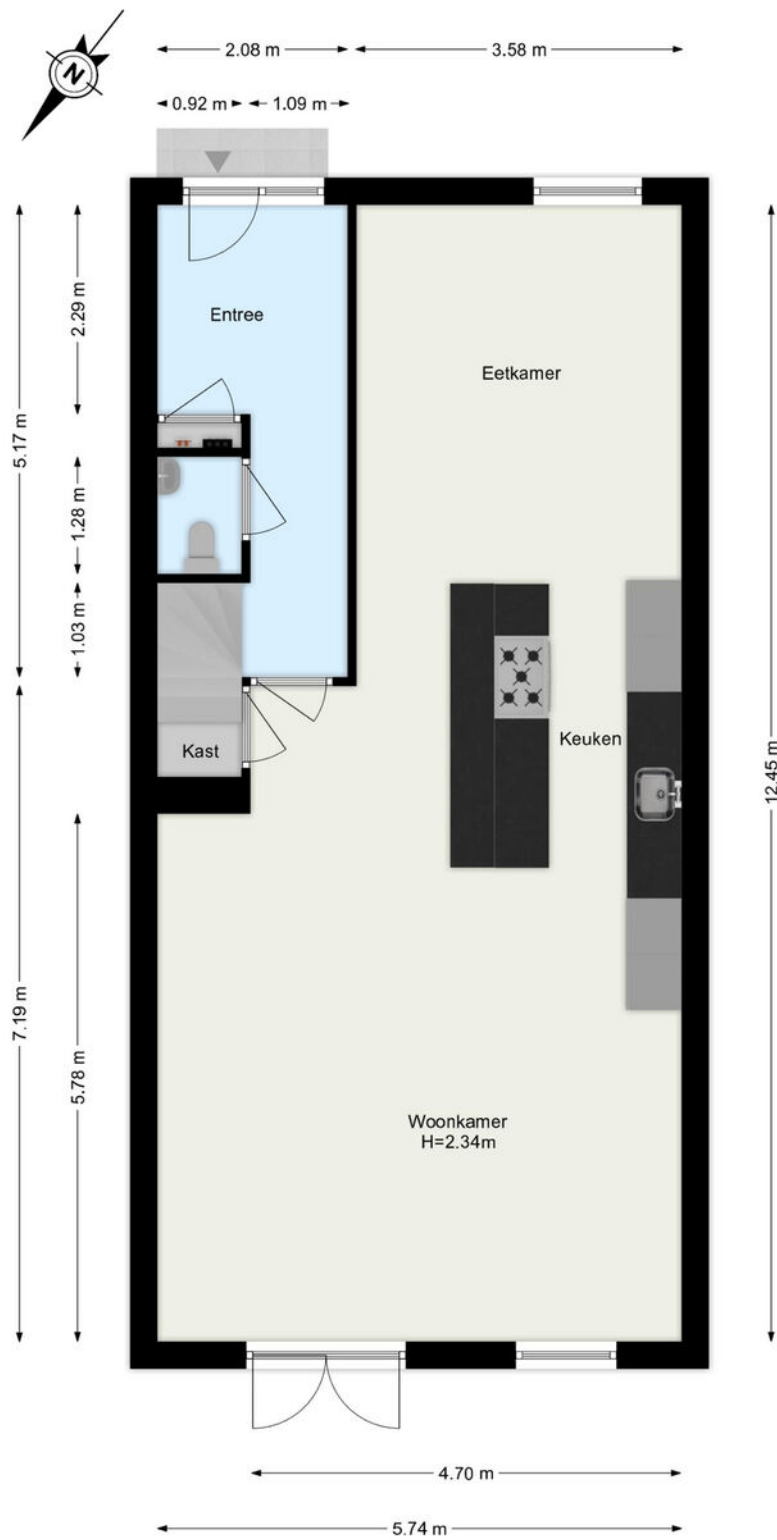 2.08 m
3.58 m
0.92 m
1.09 m
N
Entree
2.29 m
Eetkamer
5.17 m
1.28 m
1.03 m
Keuken
Kast
12.45 m
7.19 m
5.78 m
Woonkamer
H=2.34m
4.70 m
5.74 m